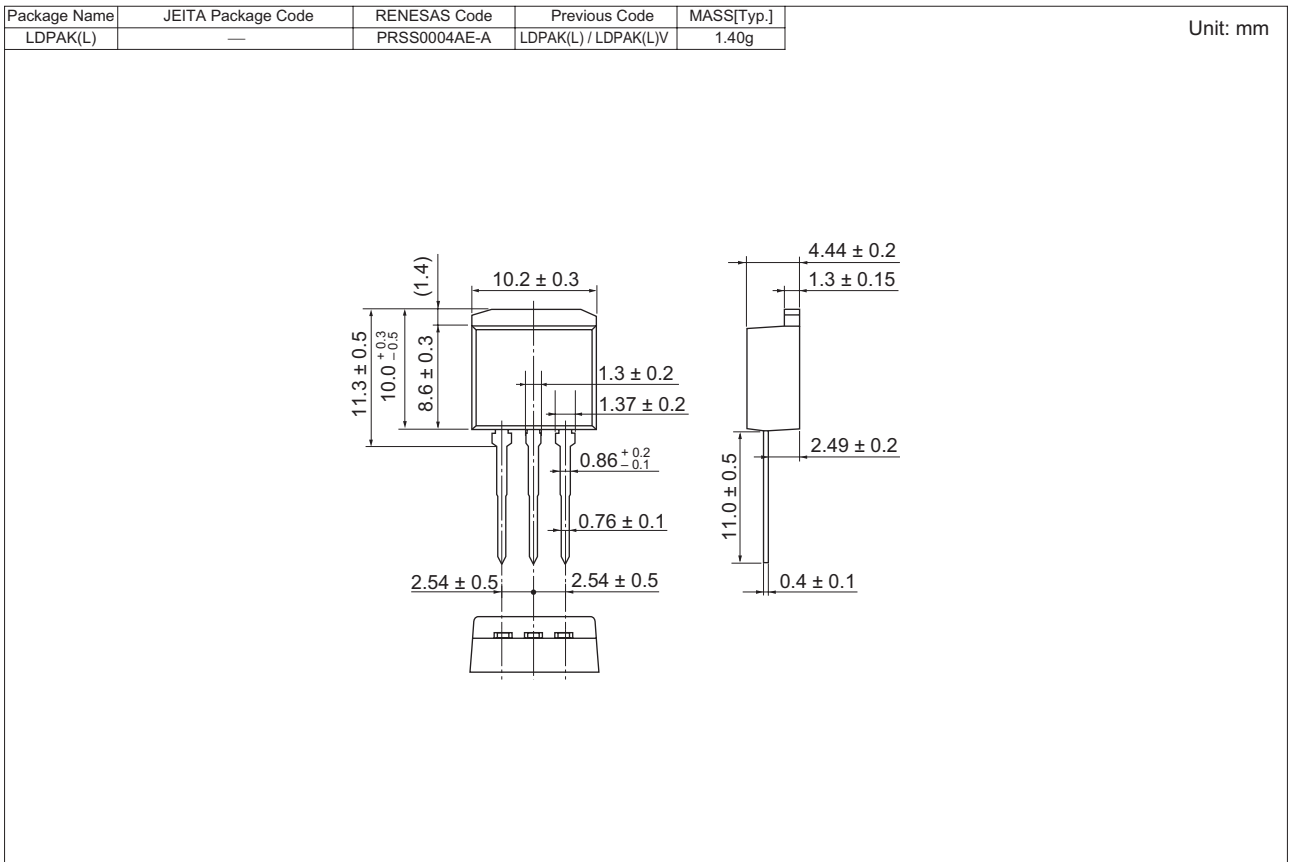 Package Name JEITA Package Code RENESAS Code Previous Code MASS[Typ.]
LDPAK(L) — PRSS0004AE-A LDPAK(L) / LDPAK(L)V 1.40g
Unit: mm
4.44 ± 0.2
(1.4)
10.2 ± 0.3
1.3 ± 0.15
11.3 ± 0.5
10.0 + 0.3 – 0.5
8.6 ± 0.3
1.3 ± 0.2
1.37 ± 0.2
2.49 ± 0.2
0.86 + 0.2 – 0.1
11.0 ± 0.5
0.76 ± 0.1
2.54 ± 0.5 2.54 ± 0.5
0.4 ± 0.1